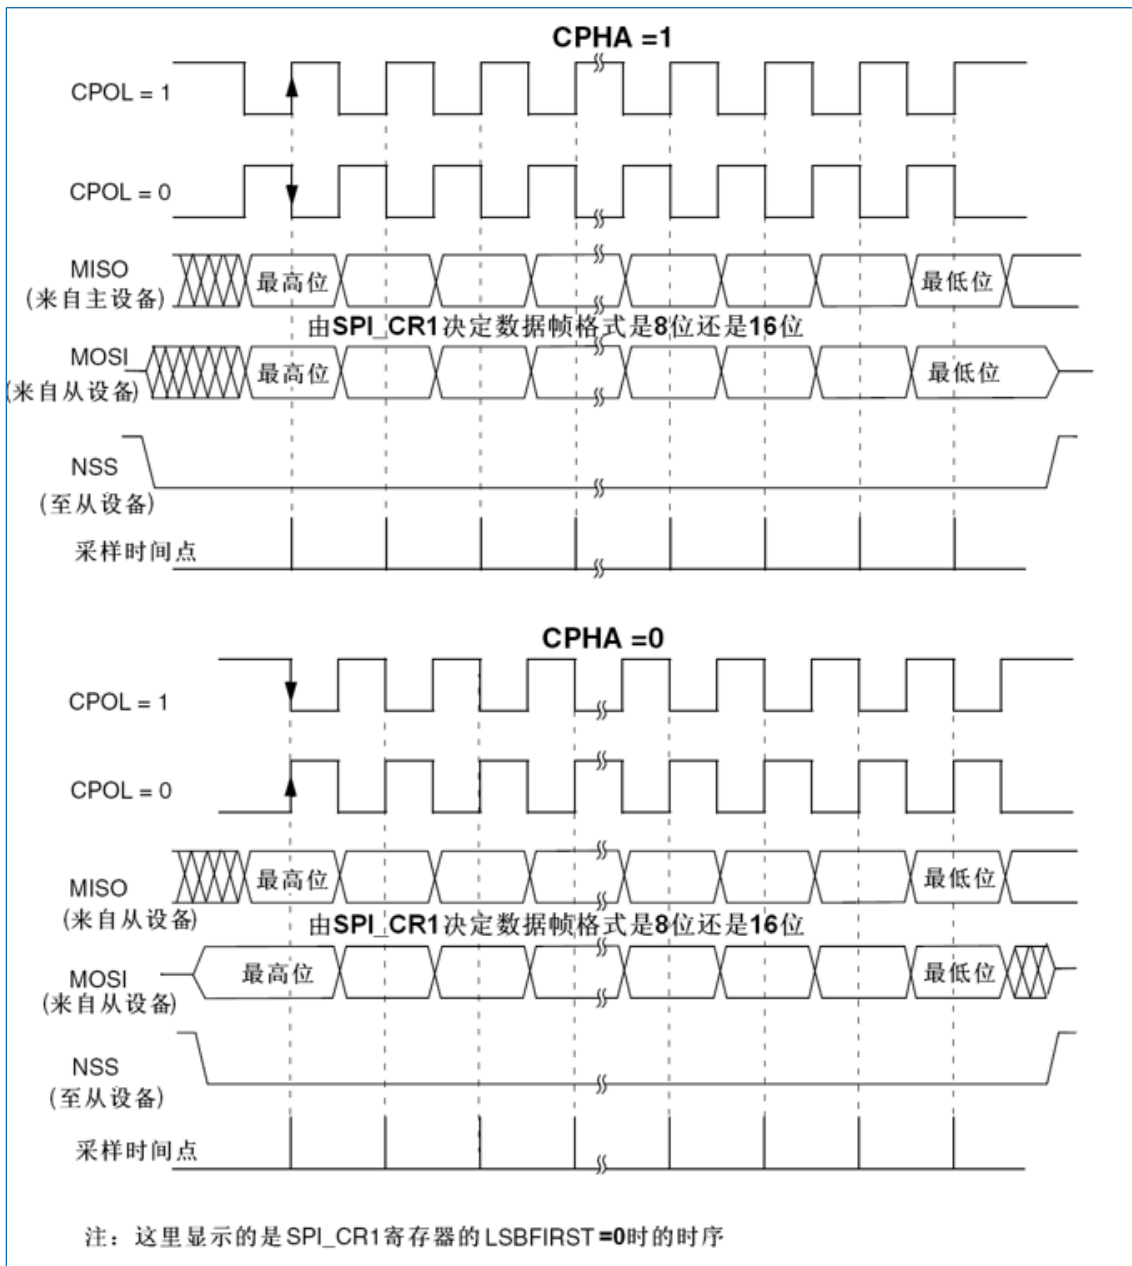 CPHA =1
CPOL = 1
CPOL = 0
MISO
(来自主设备)
最高位
最低位
由SPI_CR1决定数据帧格式是8位还是16位
MOSI
(来自从设备)
最高位
最低位
NSS
(至从设备)
采样时间点
CPHA =0
CPOL = 1
CPOL = 0
MISO
(来自从设备)
最高位
最低位
由SPI_CR1决定数据帧格式是8位还是16位
MOSI
(来自从设备)
最高位
最低位
NSS
(至从设备)
采样时间点
注：这里显示的是SPI_CR1寄存器的LSBFIRST=0时的时序